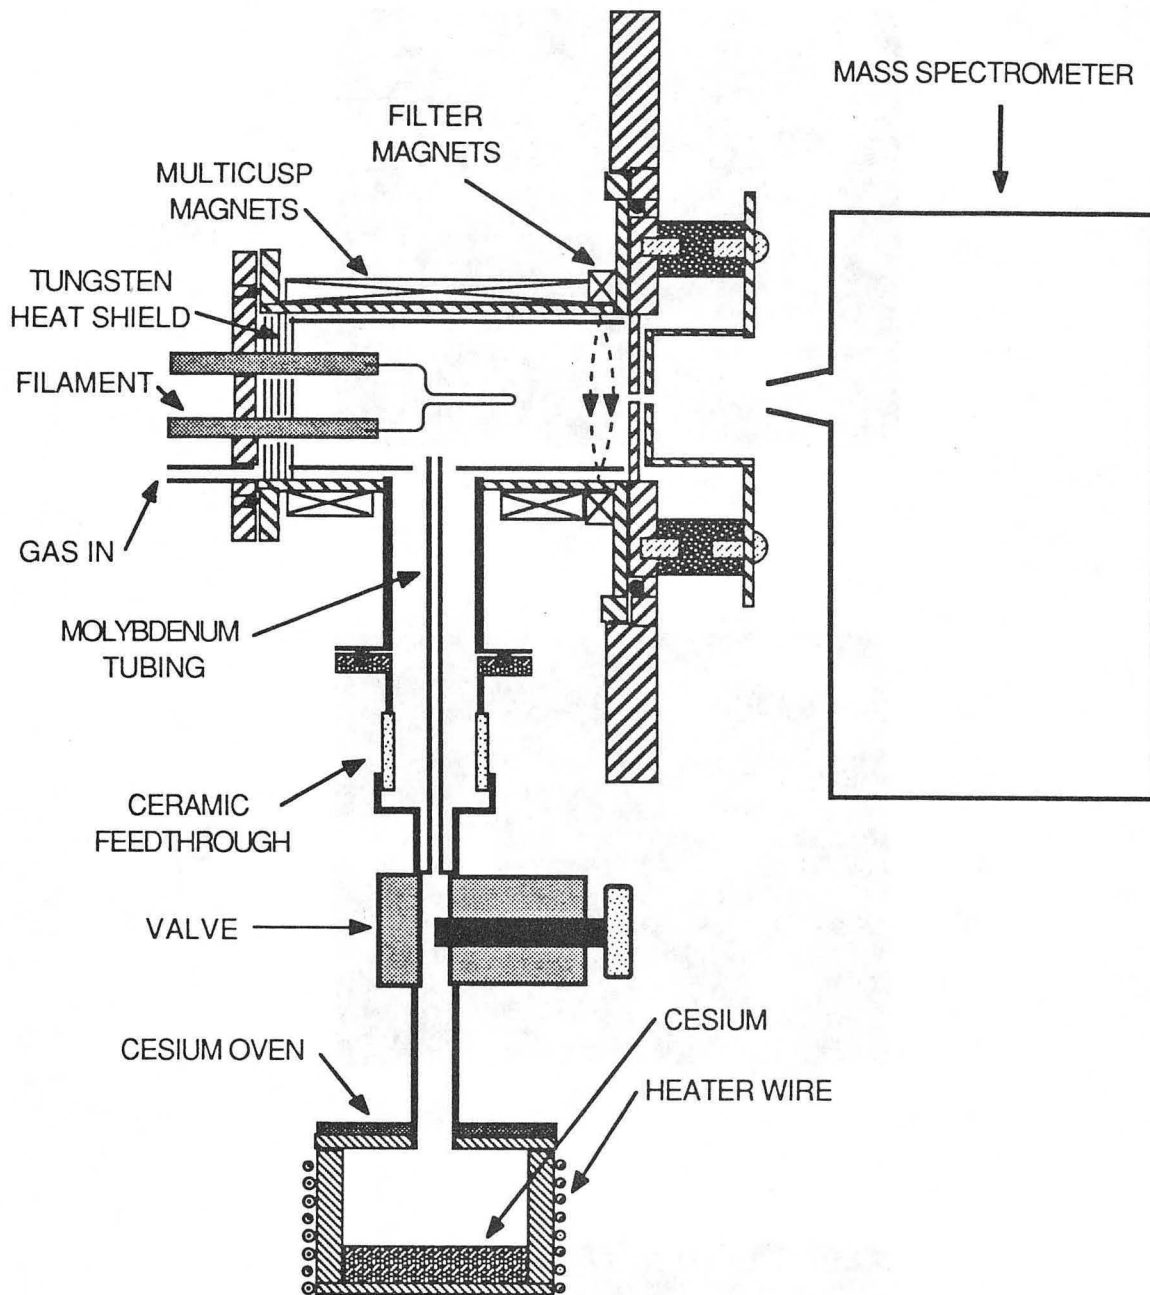 MASS SPECTROMETER
FILTER
MAGNETS
MULTICUSP
MAGNETS
TUNGSTEN
HEAT SHIELD
FILAMENT
GAS IN
MOLYBDENUM
TUBING
CERAMIC
FEEDTHROUGH
VALVE
CESIUM
CESIUM OVEN
HEATER WIRE